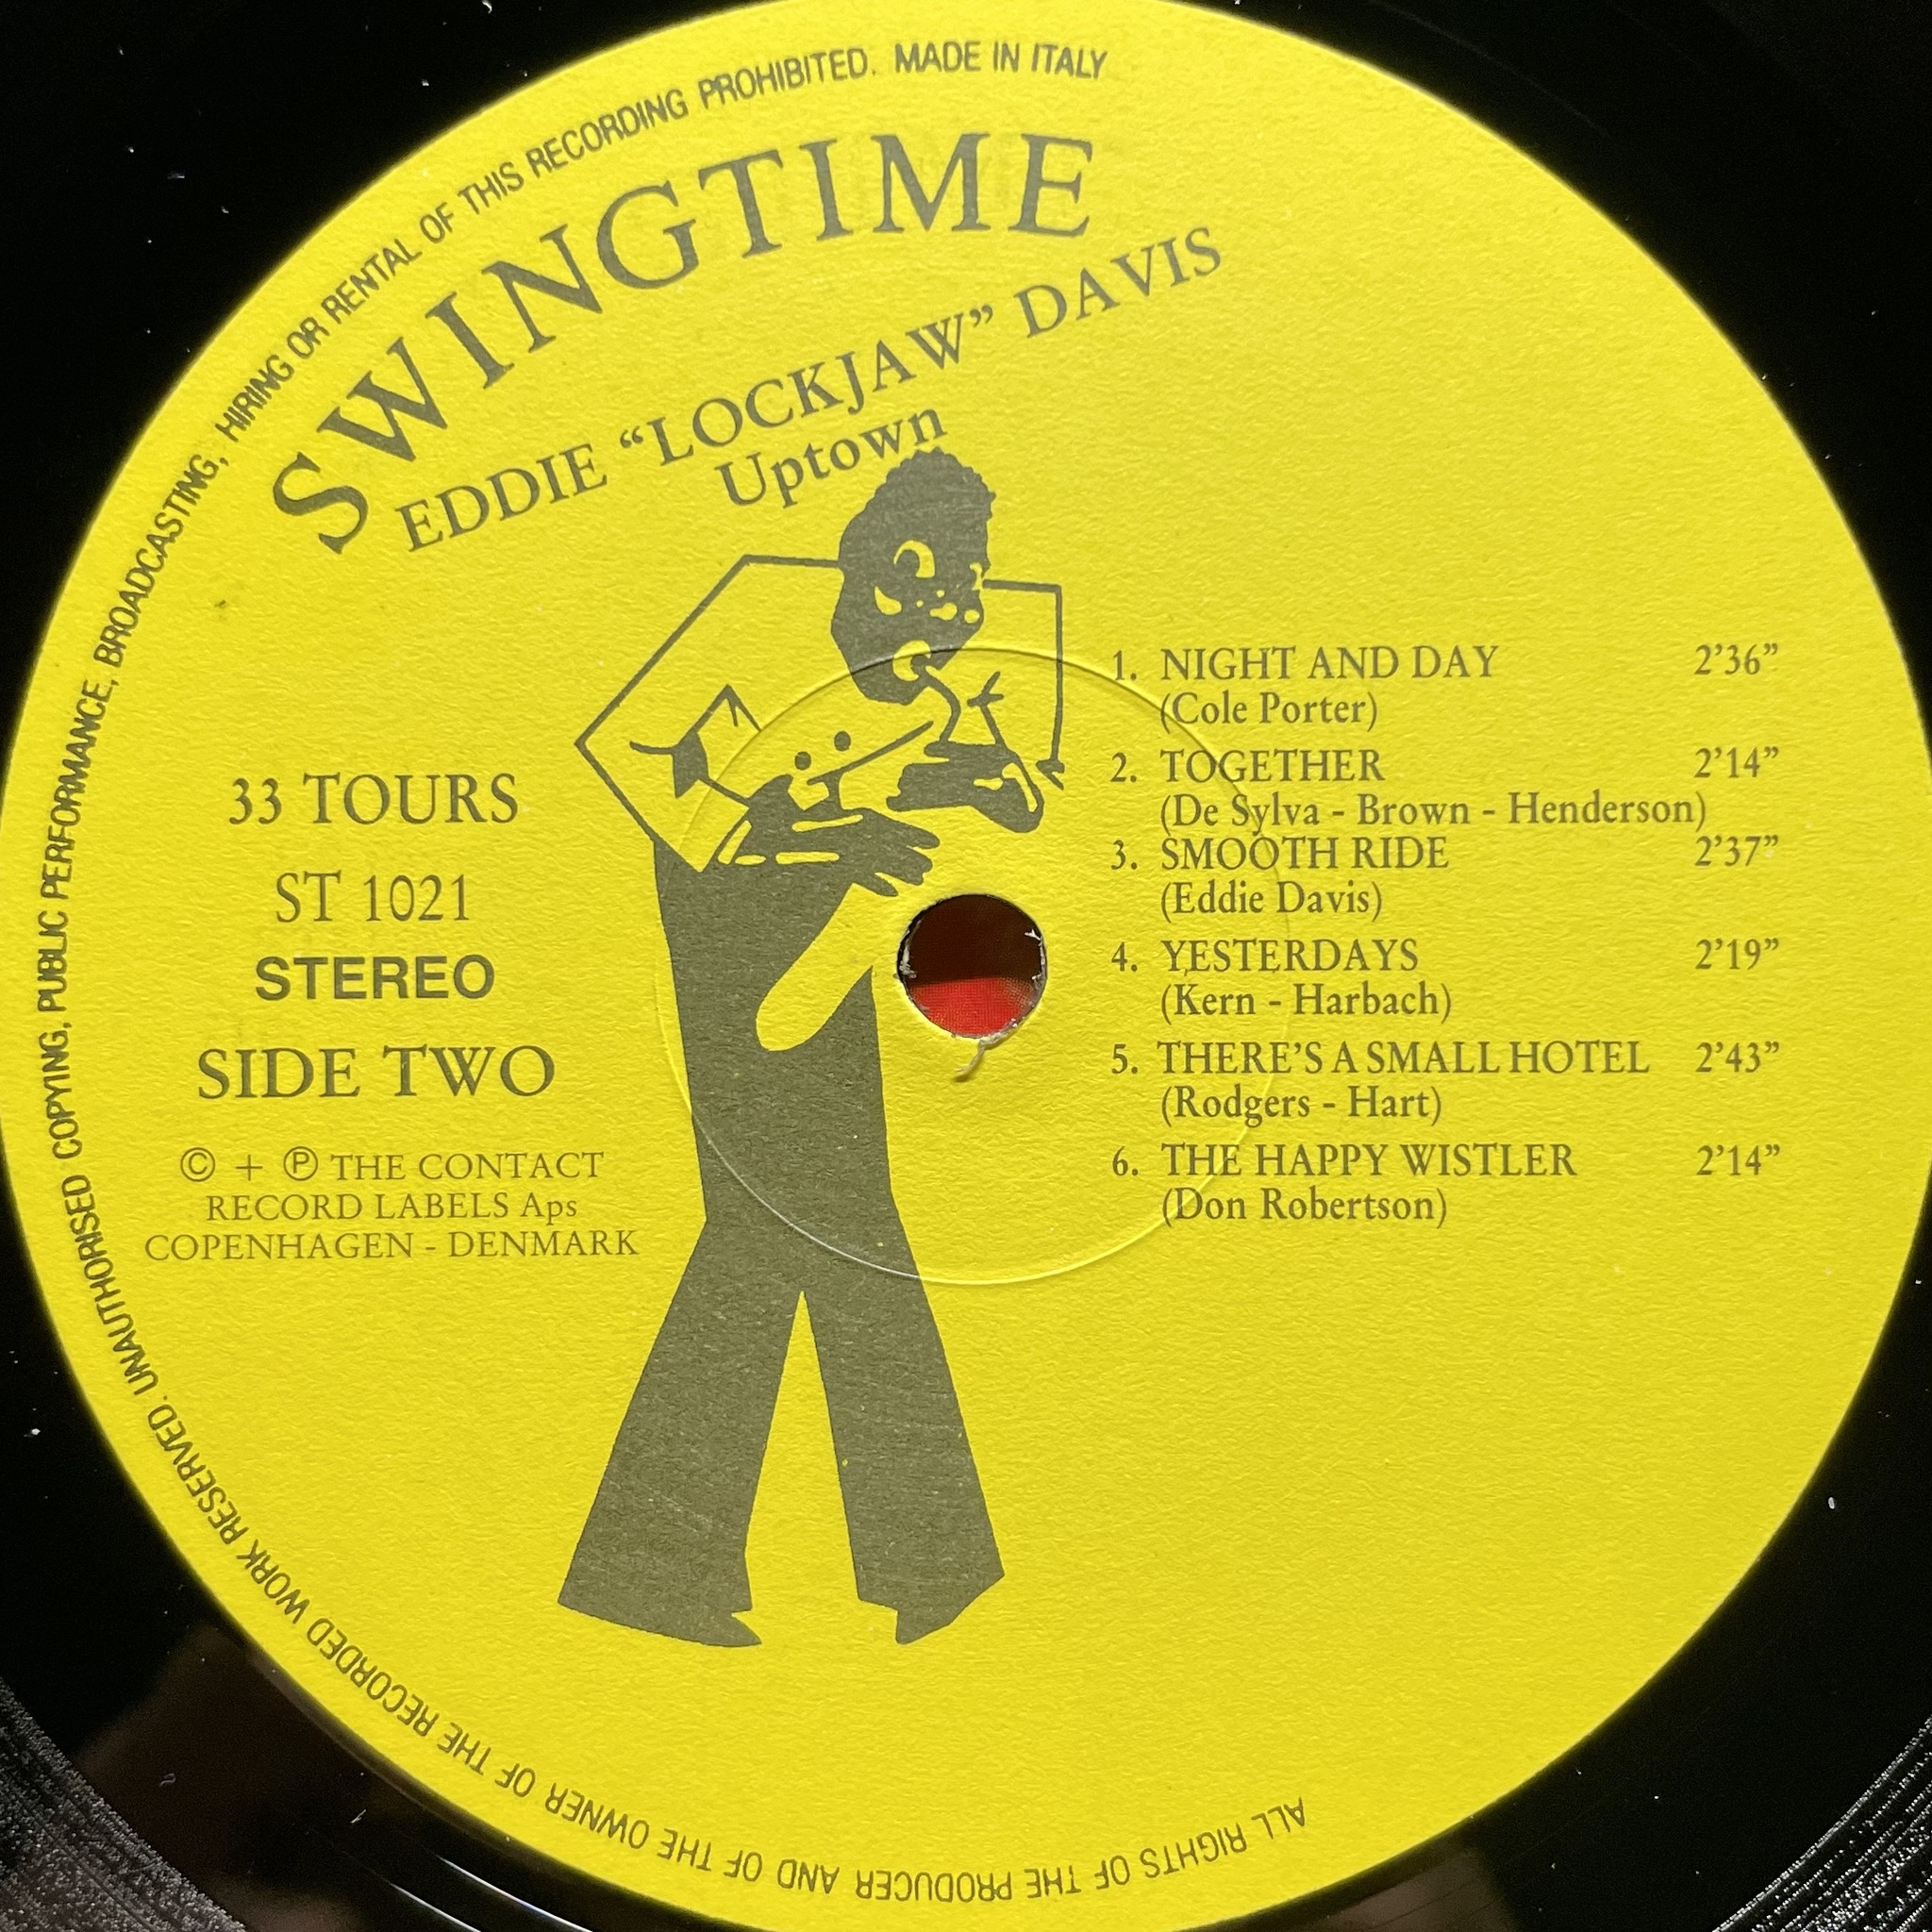 ALL RIGHTS OF THE PRODUCER AND OF THE OWNER OF THE RECORDED WORK RESERVED. UNAUTHORISED COPYING, PUBLIC PERFORMANCE, BROADCASTING, HIRING OR RENTAL OF THIS RECORDING PROHIBITED. MADE IN ITALY
SWINGTIME
EDDIE “LOCKJAW” DAVIS
Uptown
33 TOURS
ST 1021
STEREO
SIDE TWO
© + ℗ THE CONTACT
RECORD LABELS Aps
COPENHAGEN - DENMARK
1. NIGHT AND DAY 2’36”
(Cole Porter)
2. TOGETHER 2’14”
(De Sylva - Brown - Henderson)
3. SMOOTH RIDE 2’37”
(Eddie Davis)
4. YESTERDAYS 2’19”
(Kern - Harbach)
5. THERE’S A SMALL HOTEL 2’43”
(Rodgers - Hart)
6. THE HAPPY WISTLER 2’14”
(Don Robertson)